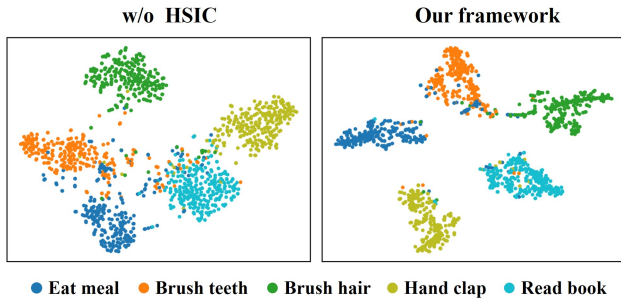 w/o HSIC
Our framework
Eat meal Brush teeth Brush hair Hand clap Read book